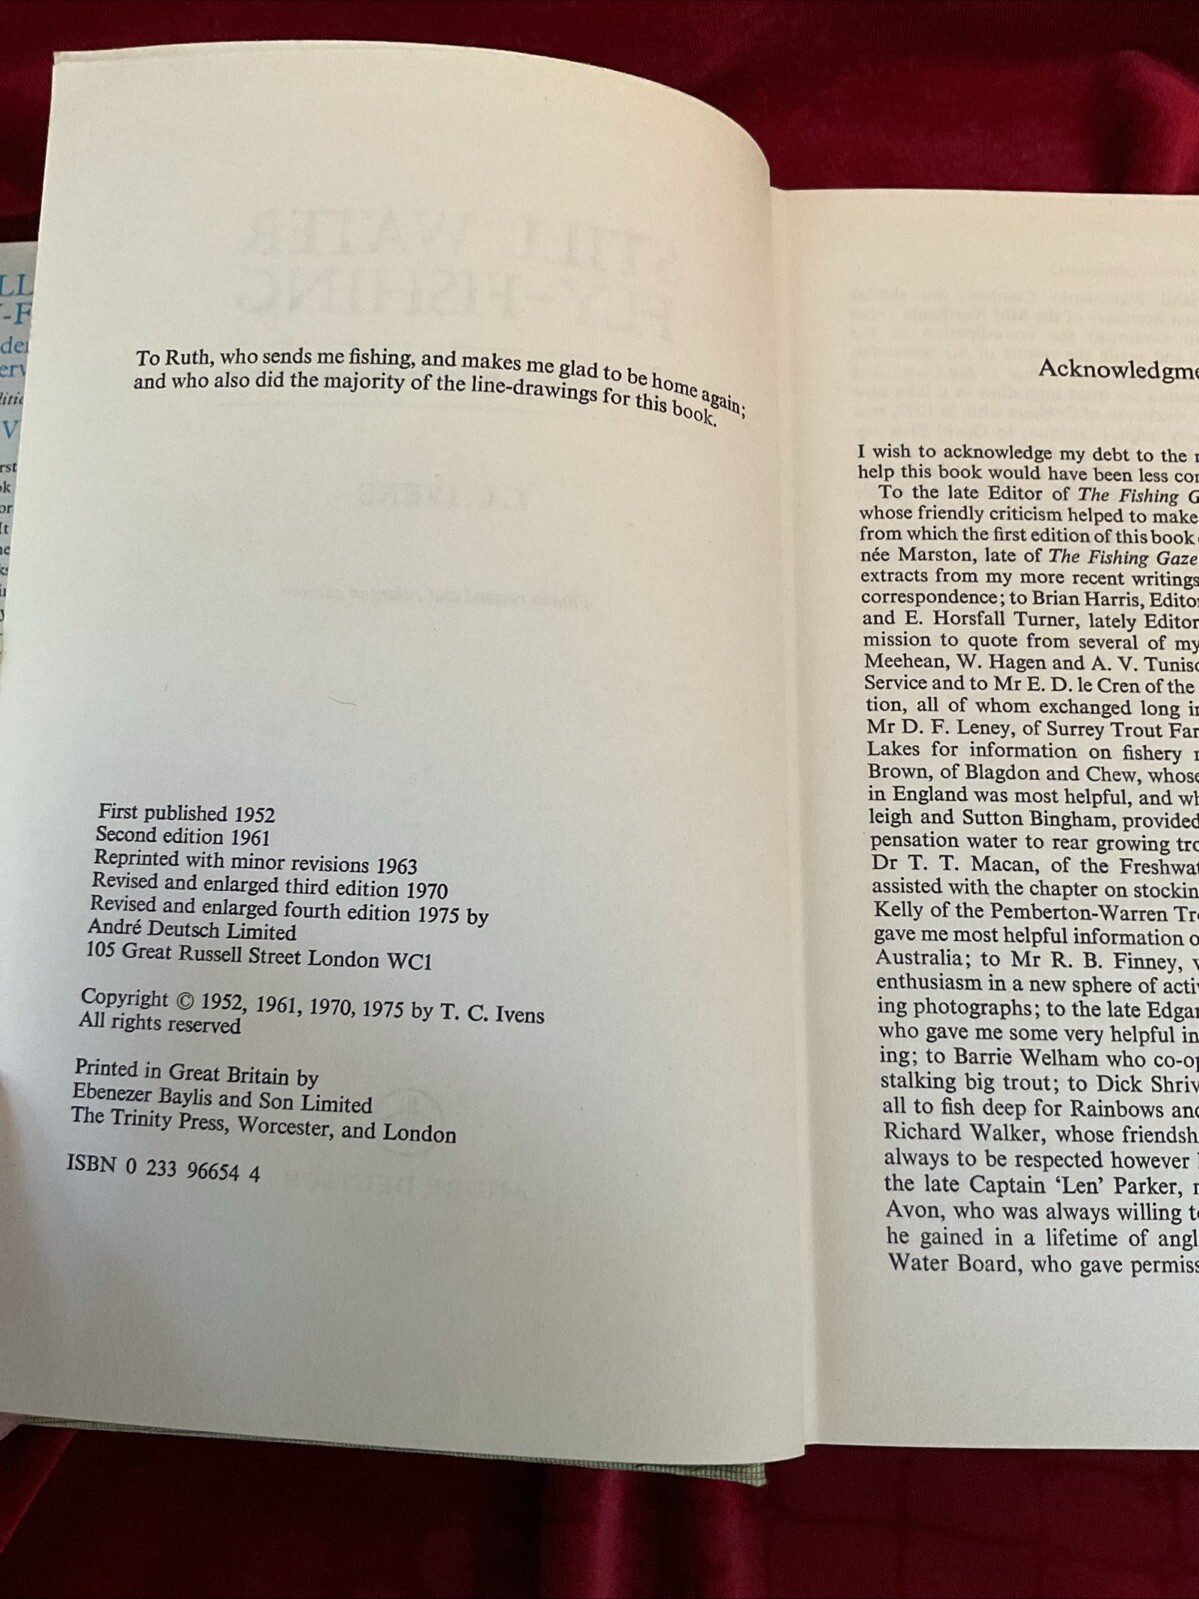 To Ruth, who sends me fishing, and makes me glad to be home again;
and who also did the majority of the line-drawings for this book.
First published 1952
Second edition 1961
Reprinted with minor revisions 1963
Revised and enlarged third edition 1970
Revised and enlarged fourth edition 1975 by
André Deutsch Limited
105 Great Russell Street London WC1
Copyright © 1952, 1961, 1970, 1975 by T. C. Ivens
All rights reserved
Printed in Great Britain by
Ebenezer Baylis and Son Limited
The Trinity Press, Worcester, and London
ISBN 0 233 96654 4
Acknowledgme
I wish to acknowledge my debt to the
help this book would have been less
To the late Editor of The Fishing G
whose friendly criticism helped to make
from which the first edition of this book
née Marston, late of The Fishing Gaze
extracts from my more recent writings
correspondence; to Brian Harris, Edito
and E. Horsfall Turner, lately Editor
mission to quote from several of my
Meehean, W. Hagen and A. V. Tunis
Service and to Mr E. D. le Cren of the
tion, all of whom exchanged long
Mr D. F. Leney, of Surrey Trout Far
Lakes for information on fishery
Brown, of Blagdon and Chew, whose
in England was most helpful, and
leigh and Sutton Bingham, provided
pensation water to rear growing
Dr T. T. Macan, of the Freshwat
assisted with the chapter on stockin
Kelly of the Pemberton-Warren Tr
gave me most helpful information
Australia; to Mr R. B. Finney,
enthusiasm in a new sphere of activ
ing photographs; to the late Edgar
who gave me some very helpful in
ing; to Barrie Welham who co-op
stalking big trout; to Dick Shriv
all to fish deep for Rainbows and
Richard Walker, whose friendsh
always to be respected however
the late Captain ‘Len’ Parker,
Avon, who was always willing
he gained in a lifetime of angl
Water Board, who gave permiss